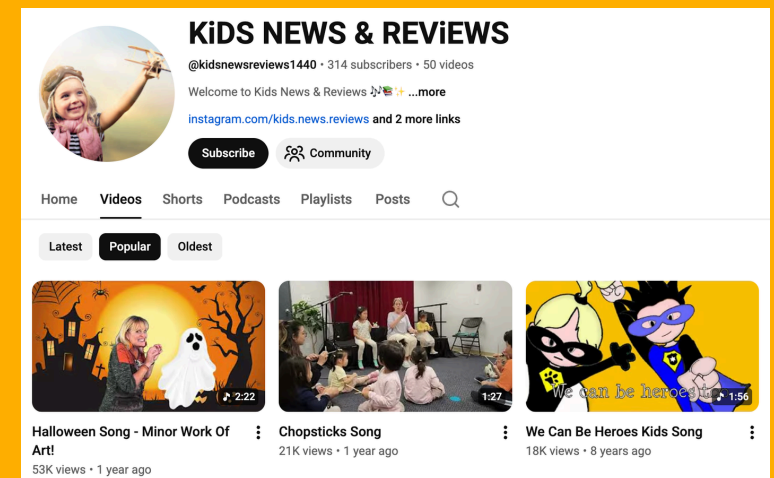 KiDS NEWS & REViEWS
@kidsnewsreviews1440 • 314 subscribers • 50 videos
Welcome to Kids News & Reviews 🎶📚✨ ...more
instagram.com/kids.news.reviews and 2 more links
Subscribe Community
Home Videos Shorts Podcasts Playlists Posts
Latest Popular Oldest
2:22
1:27
We can be heroes to
1:56
Halloween Song - Minor Work Of Art!
53K views • 1 year ago
Chopsticks Song
21K views • 1 year ago
We Can Be Heroes Kids Song
18K views • 8 years ago